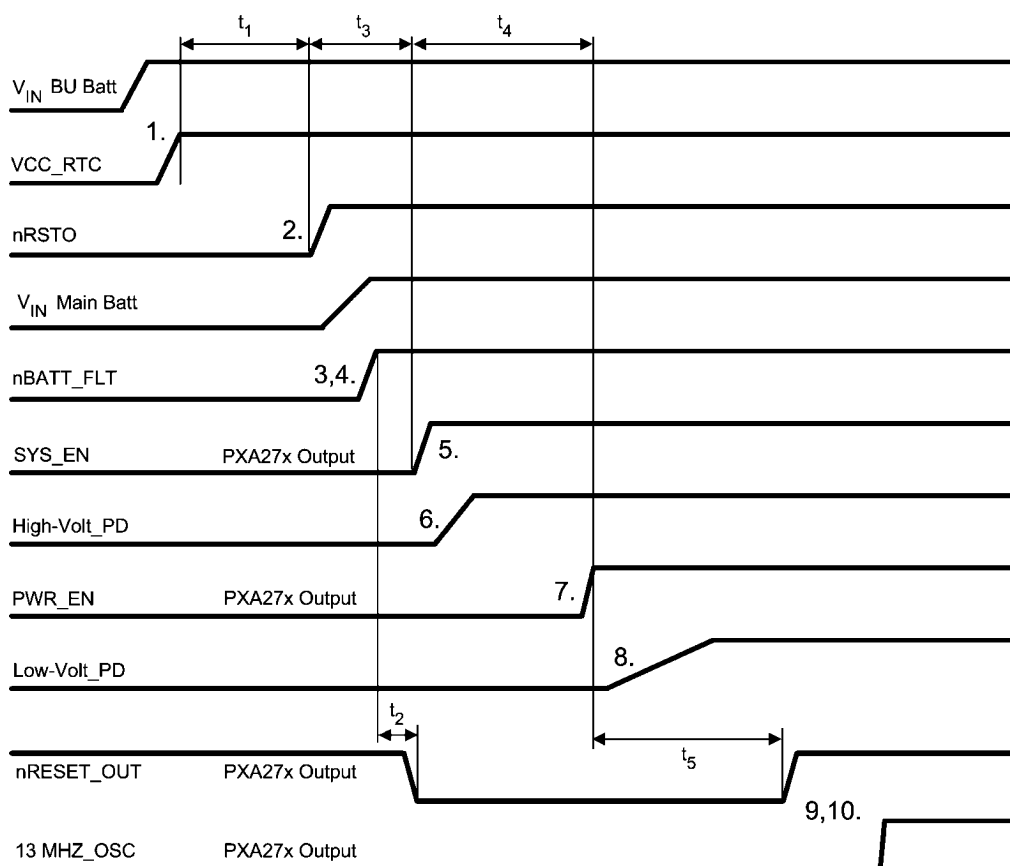 t1 t3 t4
VIN BU Batt
1.
VCC_RTC
nRSTO 2.
VIN Main Batt
nBATT_FLT 3,4.
SYS_EN PXA27x Output 5.
High-Volt_PD 6.
PWR_EN PXA27x Output 7.
Low-Volt_PD 8.
t2
t5
nRESET_OUT PXA27x Output
9,10.
13 MHZ_OSC PXA27x Output